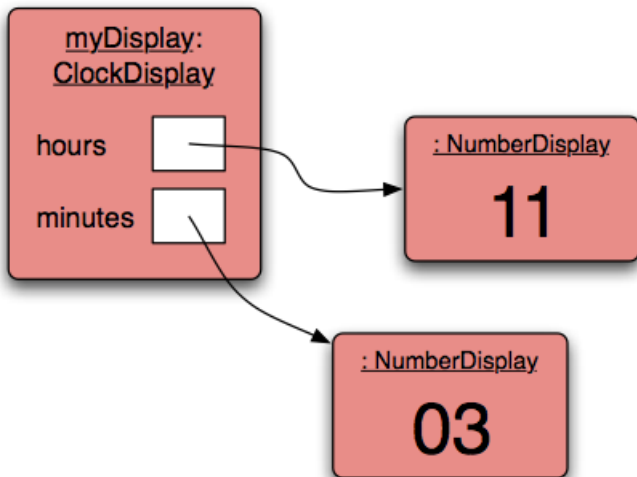 myDisplay:
ClockDisplay
hours
minutes
: NumberDisplay
11
: NumberDisplay
03